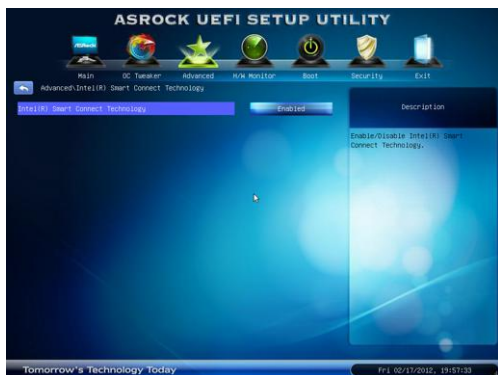 ASROCK UEFI SETUP UTILITY
ASRock
Main OC Tweaker Advanced H/W Monitor Boot Security Exit
Advanced\Intel(R) Smart Connect Technology
Intel(R) Smart Connect Technology Enabled
Description
Enable/Disable Intel(R) Smart
Connect Technology.
Tomorrow's Technology Today
Fri 02/17/2012, 19:57:33